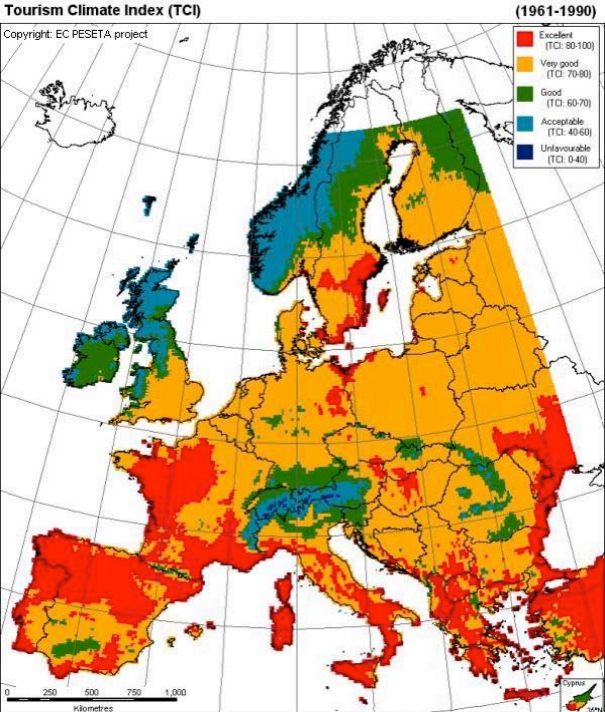 Tourism Climate Index (TCI) (1961-1990)
Copyright: EC PESETA project
Excellent
(TCI: 80-100)
Very good
(TCI: 70-80)
Good
(TCI: 60-70)
Acceptable
(TCI: 40-60)
Unfavourable
(TCI: 0-40)
0 250 500 750 1,000
Kilometres
Cyprus